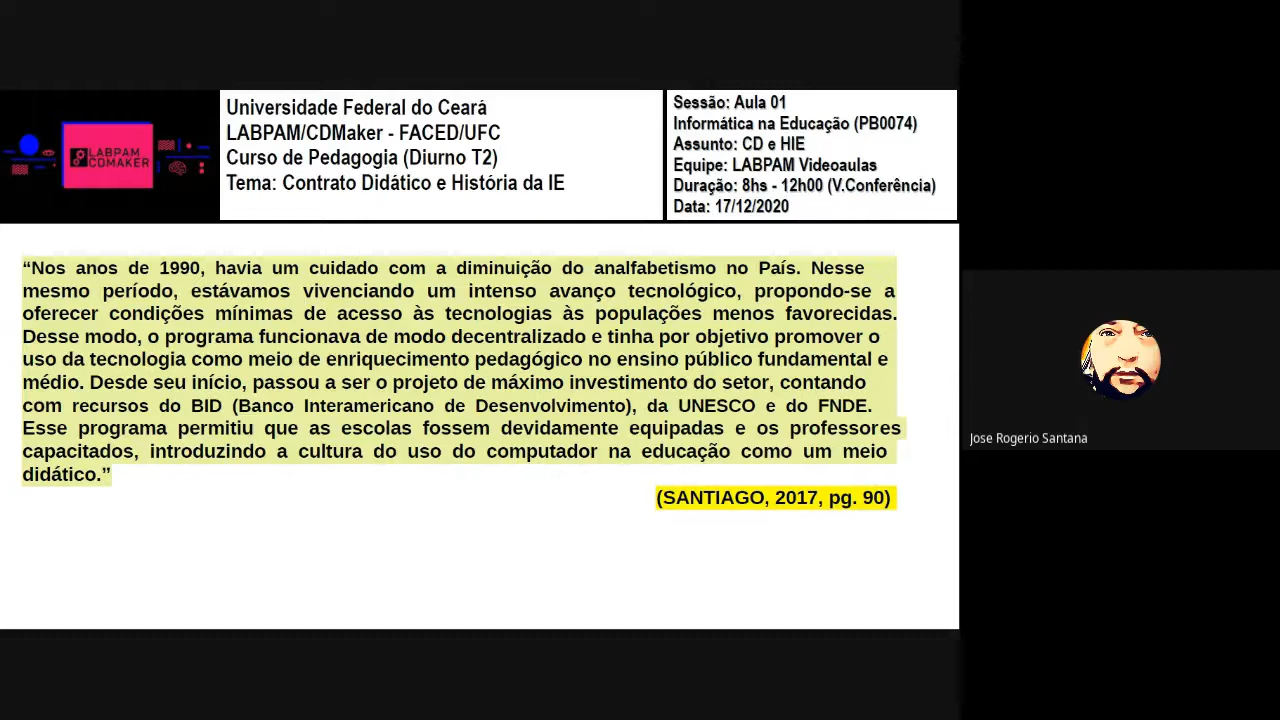 LABPAM
CDMAKER
Universidade Federal do Ceará
LABPAM/CDMaker - FACED/UFC
Curso de Pedagogia (Diurno T2)
Tema: Contrato Didático e História da IE
Sessão: Aula 01
Informática na Educação (PB0074)
Assunto: CD e HIE
Equipe: LABPAM Videoaulas
Duração: 8hs - 12h00 (V.Conferência)
Data: 17/12/2020
“Nos anos de 1990, havia um cuidado com a diminuição do analfabetismo no País. Nesse
mesmo período, estávamos vivenciando um intenso avanço tecnológico, propondo-se a
oferecer condições mínimas de acesso às tecnologias às populações menos favorecidas.
Desse modo, o programa funcionava de modo decentralizado e tinha por objetivo promover o
uso da tecnologia como meio de enriquecimento pedagógico no ensino público fundamental e
médio. Desde seu início, passou a ser o projeto de máximo investimento do setor, contando
com recursos do BID (Banco Interamericano de Desenvolvimento), da UNESCO e do FNDE.
Esse programa permitiu que as escolas fossem devidamente equipadas e os professores
capacitados, introduzindo a cultura do uso do computador na educação como um meio
didático.”
(SANTIAGO, 2017, pg. 90)
Jose Rogerio Santana